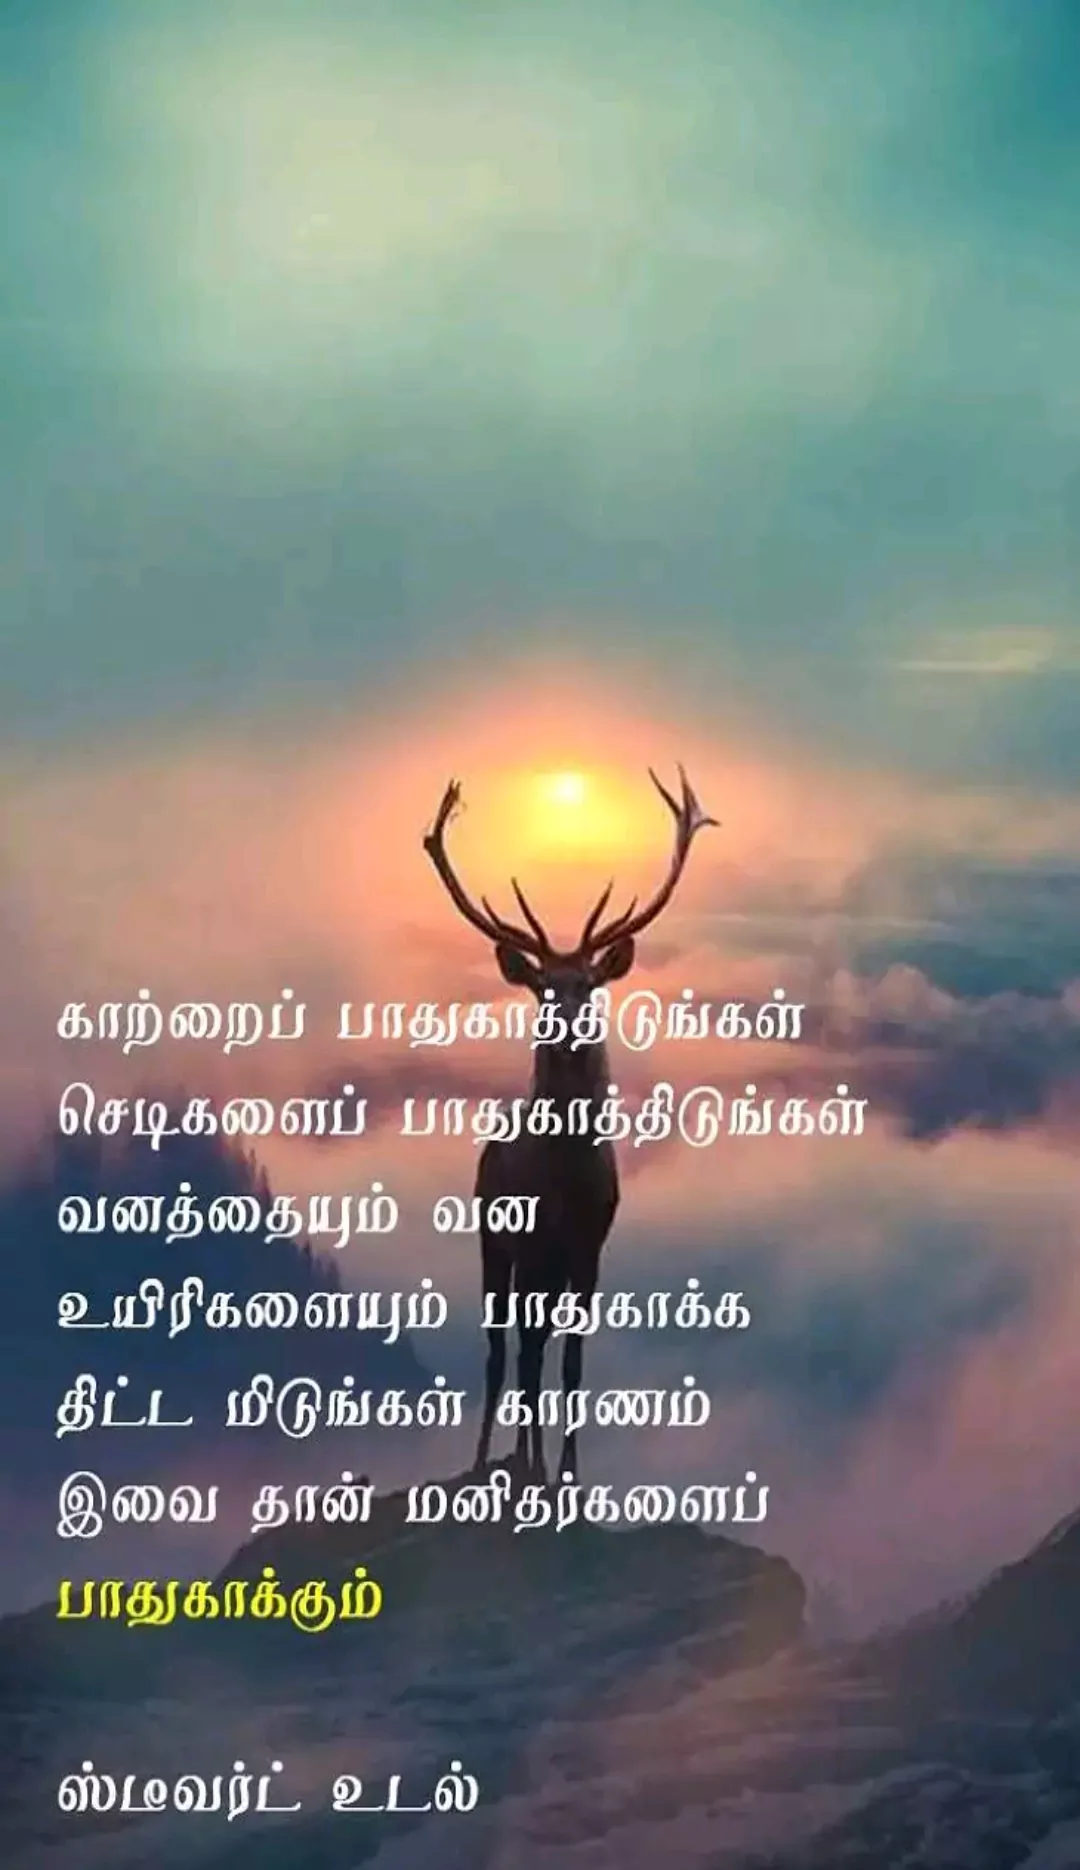 காற்றைப் பாதுகாத்திடுங்கள்
செடிகளைப் பாதுகாத்திடுங்கள்
வனத்தையும் வன
உயிரிகளையும் பாதுகாக்க
திட்ட மிடுங்கள் காரணம்
இவை தான் மனிதர்களைப்
பாதுகாக்கும்
ஸ்டீவர்ட் உடல்